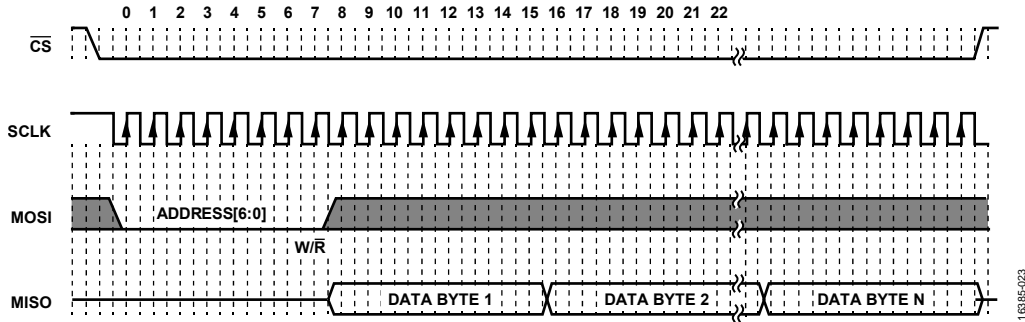 0 1 2 3 4 5 6 7 8 9 10 11 12 13 14 15 16 17 18 19 20 21 22
C̅S̅
SCLK
MOSI
ADDRESS[6:0]
W/R̅
MISO
DATA BYTE 1
DATA BYTE 2
DATA BYTE N
16385-023